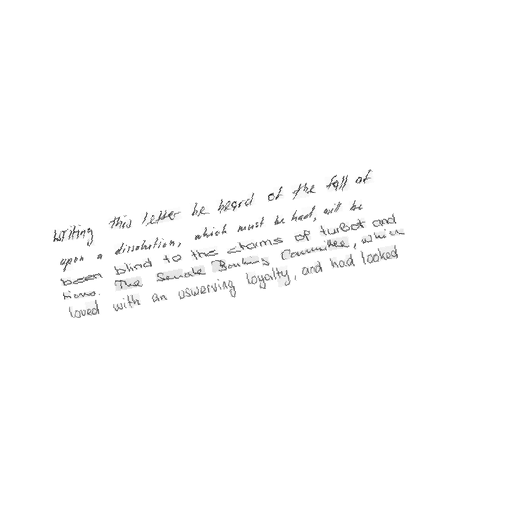 Writing this letter he heard of the fall of
upon a dissolution, which must be had, will be
been blind to the charms of turbot and
times. The Senate Banking Committee, which
loved with an unswerving loyalty, and had looked